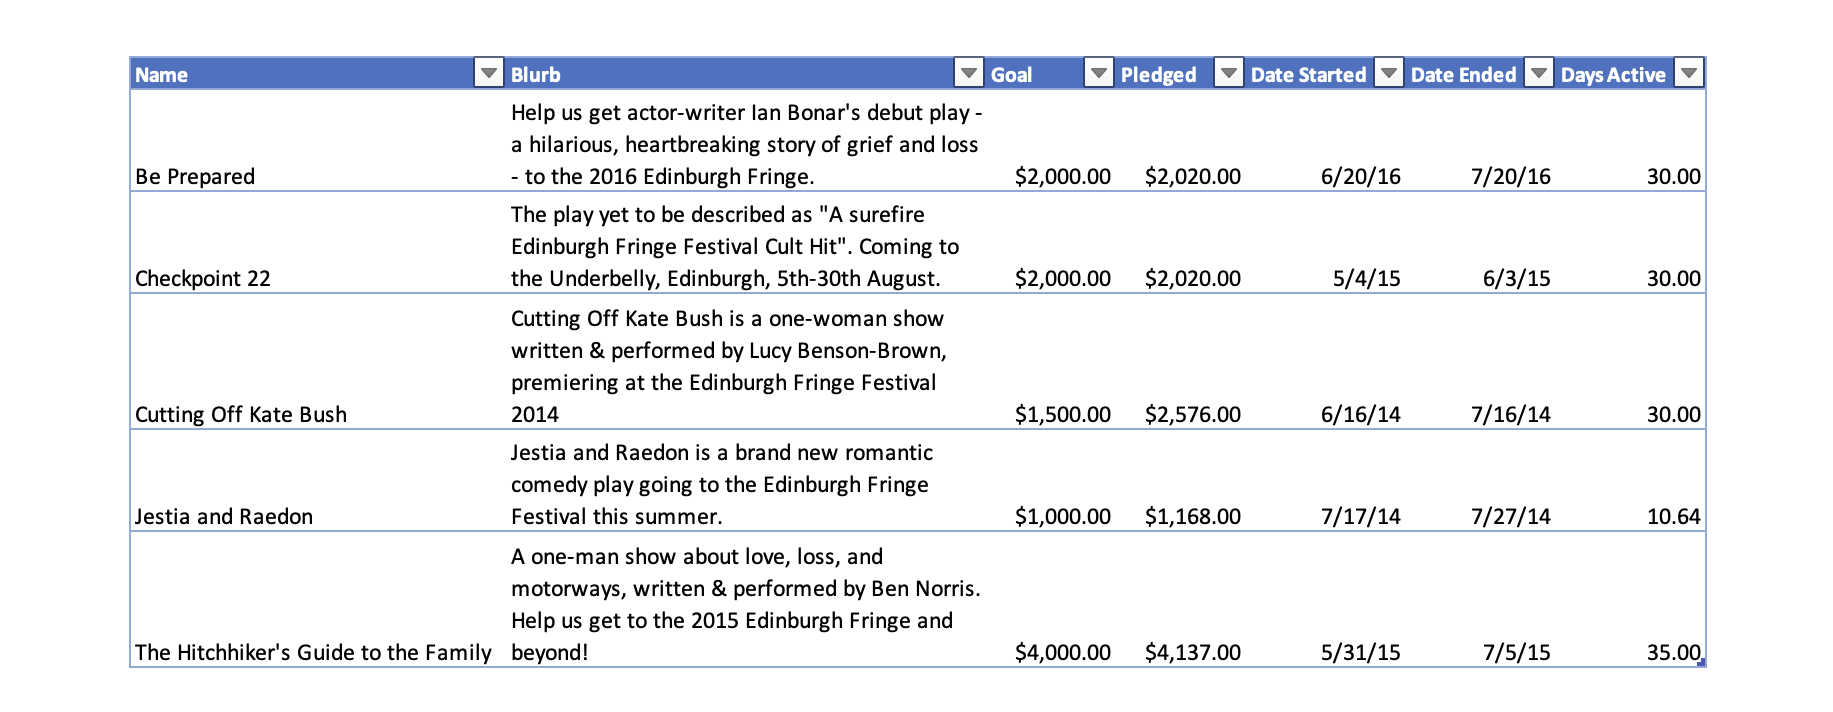 Name Blurb Goal Pledged Date Started Date Ended Days Active
Help us get actor-writer Ian Bonar's debut play -
a hilarious, heartbreaking story of grief and loss
Be Prepared - to the 2016 Edinburgh Fringe. $2,000.00 $2,020.00 6/20/16 7/20/16 30.00
The play yet to be described as "A surefire
Edinburgh Fringe Festival Cult Hit". Coming to
Checkpoint 22 the Underbelly, Edinburgh, 5th-30th August. $2,000.00 $2,020.00 5/4/15 6/3/15 30.00
Cutting Off Kate Bush is a one-woman show
written & performed by Lucy Benson-Brown,
premiering at the Edinburgh Fringe Festival
Cutting Off Kate Bush 2014 $1,500.00 $2,576.00 6/16/14 7/16/14 30.00
Jestia and Raedon is a brand new romantic
comedy play going to the Edinburgh Fringe
Jestia and Raedon Festival this summer. $1,000.00 $1,168.00 7/17/14 7/27/14 10.64
A one-man show about love, loss, and
motorways, written & performed by Ben Norris.
Help us get to the 2015 Edinburgh Fringe and
The Hitchhiker's Guide to the Family beyond! $4,000.00 $4,137.00 5/31/15 7/5/15 35.00